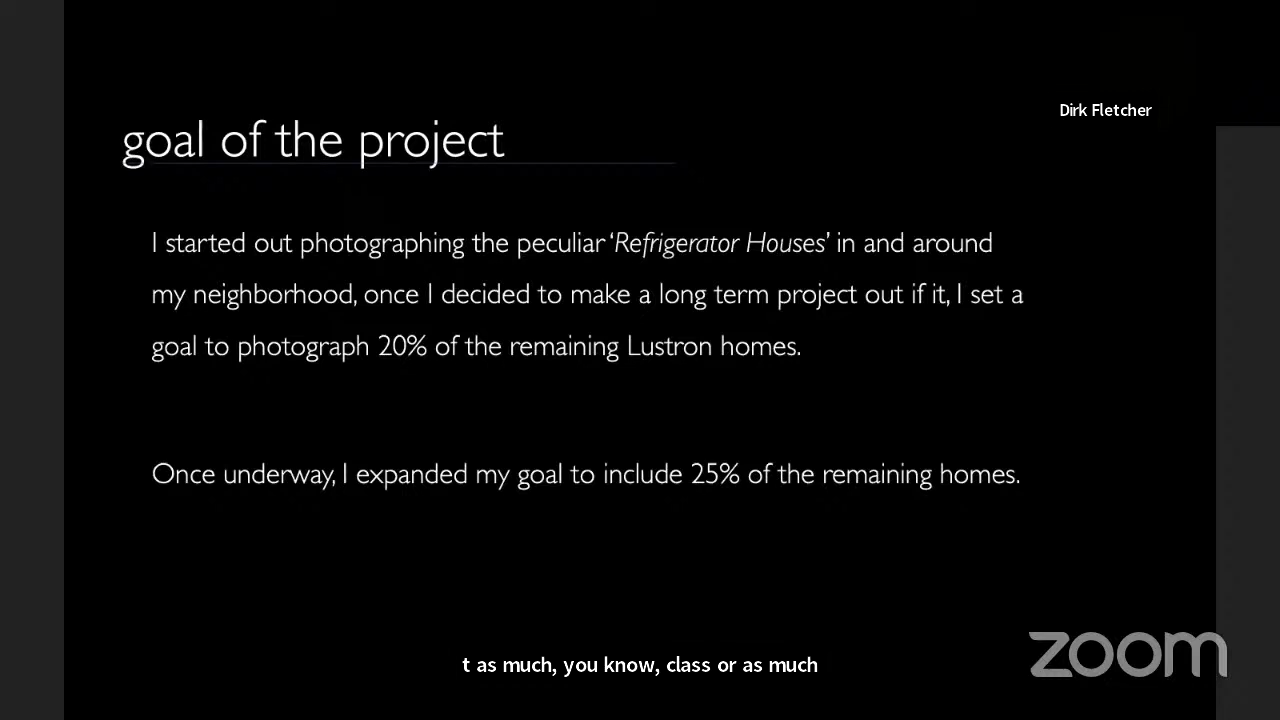 Dirk Fletcher
goal of the project
I started out photographing the peculiar ‘Refrigerator Houses’ in and around
my neighborhood, once I decided to make a long term project out if it, I set a
goal to photograph 20% of the remaining Lustron homes.
Once underway, I expanded my goal to include 25% of the remaining homes.
t as much, you know, class or as much
zoom